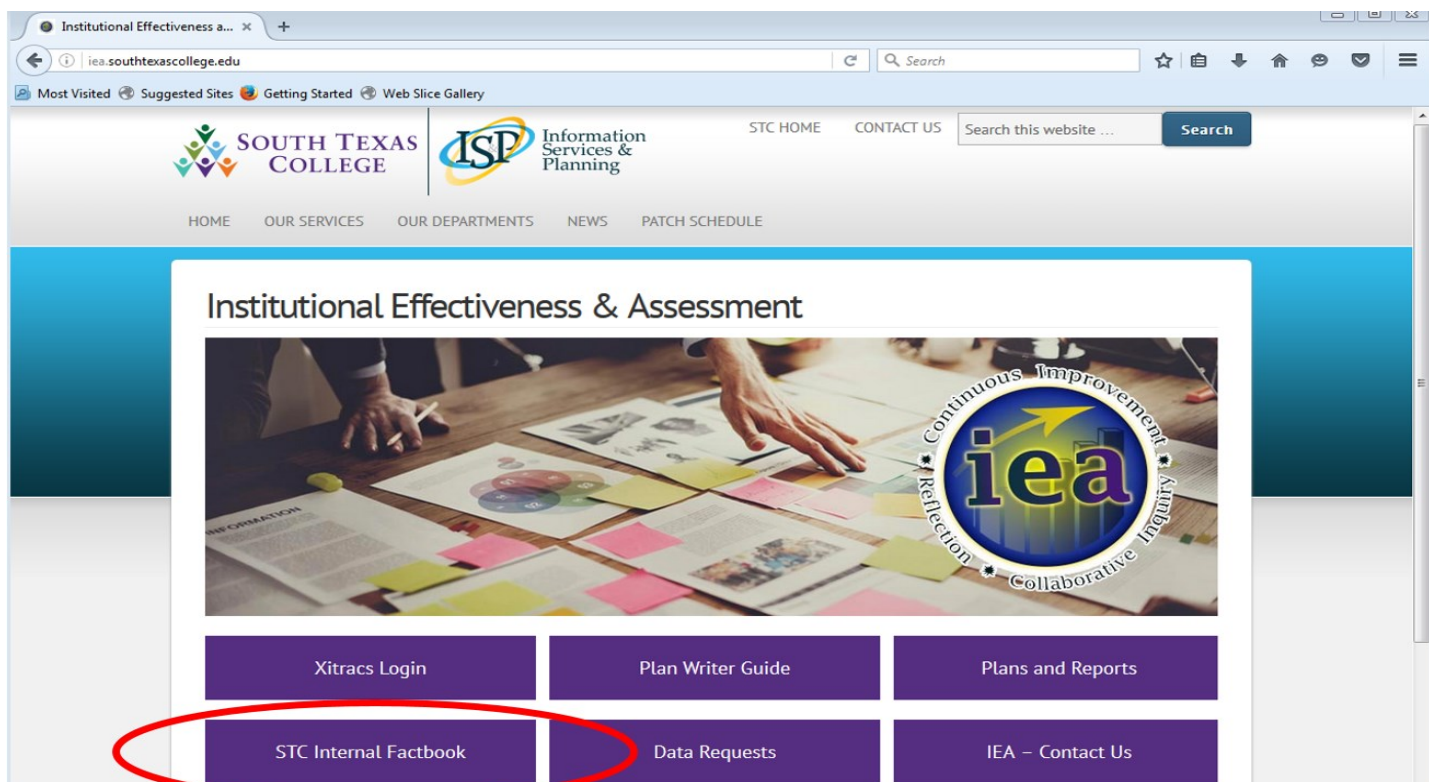 Institutional Effectiveness a...
iea.southtexascollege.edu
Search
Most Visited Suggested Sites Getting Started Web Slice Gallery
SOUTH TEXAS
COLLEGE
IS&P
Information
Services &
Planning
STC HOME CONTACT US Search this website ... Search
HOME OUR SERVICES OUR DEPARTMENTS NEWS PATCH SCHEDULE
Institutional Effectiveness & Assessment
INFORMATION
Continuous Improvement
iea
Reflection
Collaborative Inquiry
Xitracs Login Plan Writer Guide Plans and Reports
STC Internal Factbook Data Requests IEA – Contact Us